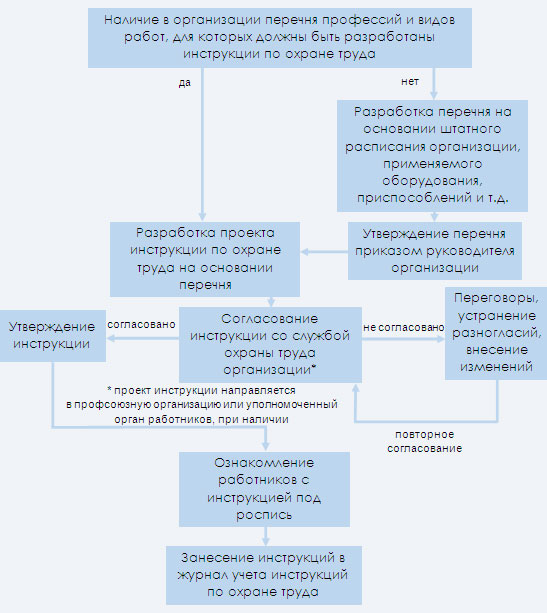 Наличие в организации перечня профессий и видов
работ, для которых должны быть разработаны
инструкции по охране труда
да
нет
Разработка перечня на
основании штатного
расписания организации,
применяемого
оборудования,
приспособлений и т.д.
Разработка проекта
инструкции по охране
труда на основании
перечня
Утверждение перечня
приказом руководителя
организации
Утверждение
инструкции
согласовано
Согласование
инструкции со службой
охраны труда
организации*
не согласовано
Переговоры,
устранение
разногласий,
внесение
изменений
* проект инструкции направляется
в профсоюзную организацию или уполномоченный
орган работников, при наличии
повторное
согласование
Ознакомление
работников с
инструкцией под
роспись
Занесение инструкций в
журнал учета инструкций
по охране труда